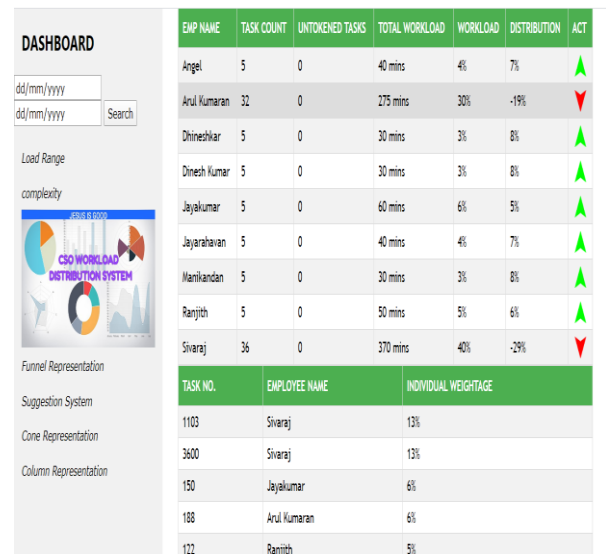 DASHBOARD
dd/mm/yyyy
dd/mm/yyyy Search
Load Range
complexity
JESUS IS GOOD
CSO WORKLOAD
DISTRIBUTION SYSTEM
Funnel Representation
Suggestion System
Cone Representation
Column Representation
EMP NAME TASK COUNT UNTOKENED TASKS TOTAL WORKLOAD WORKLOAD DISTRIBUTION ACT
Angel 5 0 40 mins 4% 7%
Arul Kumaran 32 0 275 mins 30% -19%
Dhineshkar 5 0 30 mins 3% 8%
Dinesh Kumar 5 0 30 mins 3% 8%
Jayakumar 5 0 60 mins 6% 5%
Jayarahavan 5 0 40 mins 4% 7%
Manikandan 5 0 30 mins 3% 8%
Ranjith 5 0 50 mins 5% 6%
Sivaraj 36 0 370 mins 40% -29%
TASK NO. EMPLOYEE NAME INDIVIDUAL WEIGHTAGE
1103 Sivaraj 13%
3600 Sivaraj 13%
150 Jayakumar 6%
188 Arul Kumaran 6%
122 Ranjith 5%